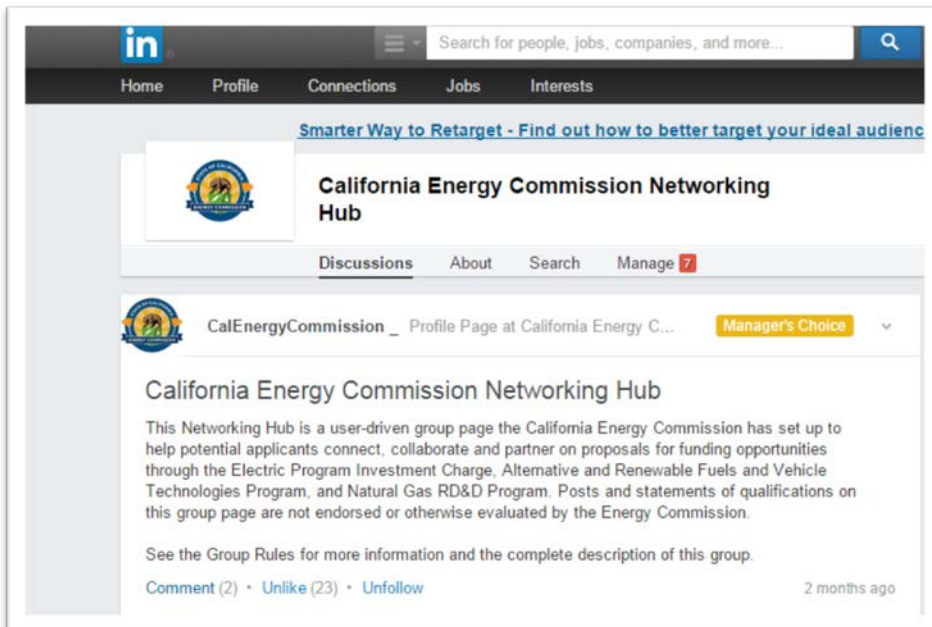 in
Search for people, jobs, companies, and more...
Home Profile Connections Jobs Interests
Smarter Way to Retarget - Find out how to better target your ideal audienc
California Energy Commission Networking
Hub
Discussions About Search Manage 7
CalEnergyCommission _ Profile Page at California Energy C... Manager's Choice
California Energy Commission Networking Hub
This Networking Hub is a user-driven group page the California Energy Commission has set up to
help potential applicants connect, collaborate and partner on proposals for funding opportunities
through the Electric Program Investment Charge, Alternative and Renewable Fuels and Vehicle
Technologies Program, and Natural Gas RD&D Program. Posts and statements of qualifications on
this group page are not endorsed or otherwise evaluated by the Energy Commission.
See the Group Rules for more information and the complete description of this group.
Comment (2) • Unlike (23) • Unfollow 2 months ago